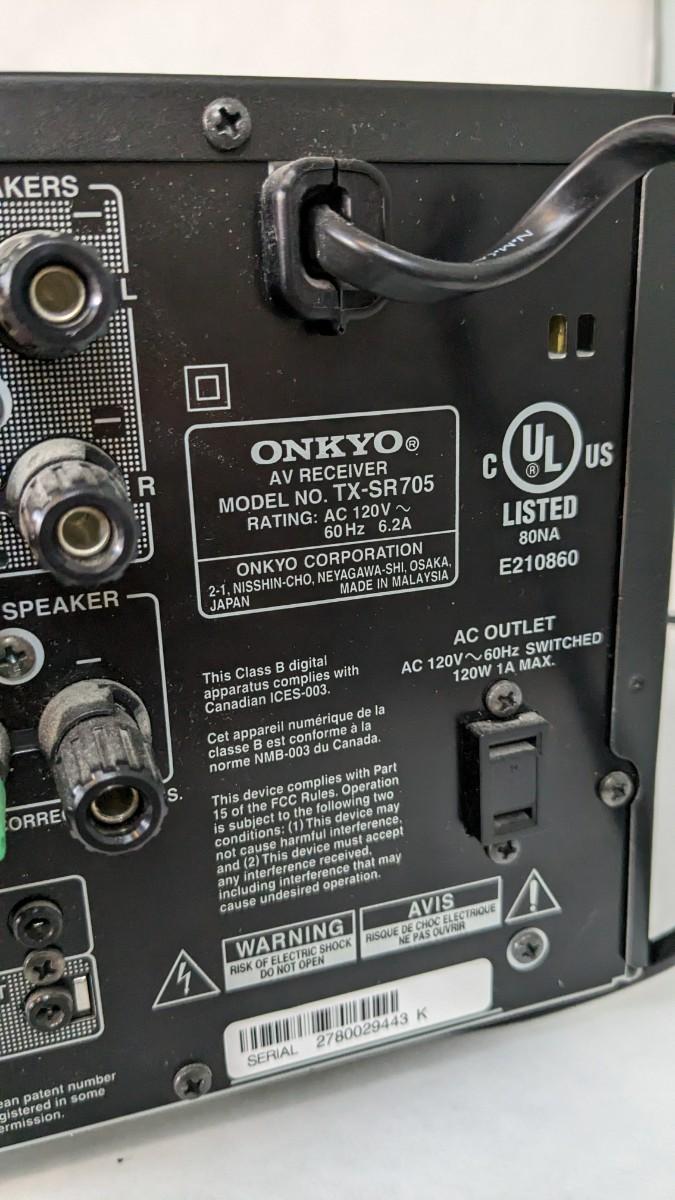 L
R
SPEAKER
ONKYO®
AV RECEIVER
MODEL NO. TX-SR705
RATING: AC 120V ~
60Hz 6.2A
ONKYO CORPORATION
2-1, NISSHIN-CHO, NEYAGAWA-SHI, OSAKA,
JAPAN MADE IN MALAYSIA
C UL® US
LISTED
80NA
E210860
AC OUTLET
AC 120V~60Hz SWITCHED
120W 1A MAX.
This Class B digital
apparatus complies with
Canadian ICES-003.
Cet appareil numérique de la
classe B est conforme à la
norme NMB-003 du Canada.
This device complies with Part
15 of the FCC Rules. Operation
is subject to the following two
conditions: (1) This device may
not cause harmful interference,
and (2) This device must accept
any interference received,
including interference that may
cause undesired operation.
WARNING
RISK OF ELECTRIC SHOCK
DO NOT OPEN
AVIS
RISQUE DE CHOC ELECTRIQUE
NE PAS OUVRIR
SERIAL 2780029443 K
patent number
in some